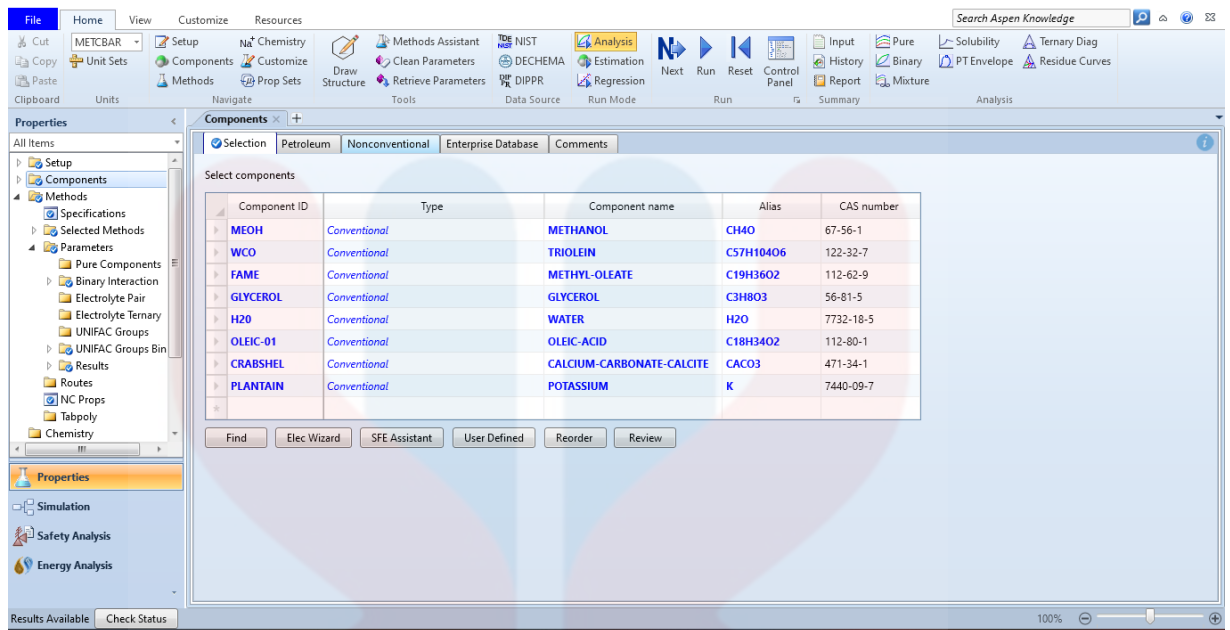 File Home View Customize Resources Search Aspen Knowledge
Cut METCBAR Setup Na+ Chemistry Methods Assistant TDE NIST NIST Analysis Input Pure Solubility Ternary Diag
Copy Unit Sets Components Customize Clean Parameters DECHEMA Estimation History Binary PT Envelope Residue Curves
Paste Methods Prop Sets Draw Structure Retrieve Parameters DIPPR Regression Next Run Reset Control Panel Report Mixture
Clipboard Units Navigate Tools Data Source Run Mode Run Summary Analysis
Properties
All Items
Setup
Components
Methods
Specifications
Selected Methods
Parameters
Pure Components
Binary Interaction
Electrolyte Pair
Electrolyte Ternary
UNIFAC Groups
UNIFAC Groups Bin
Results
Routes
NC Props
Tabpoly
Chemistry
Properties
Simulation
Safety Analysis
Energy Analysis
Components
Selection Petroleum Nonconventional Enterprise Database Comments
Select components
Component ID Type Component name Alias CAS number
MEOH Conventional METHANOL CH4O 67-56-1
WCO Conventional TRIOLEIN C57H104O6 122-32-7
FAME Conventional METHYL-OLEATE C19H36O2 112-62-9
GLYCEROL Conventional GLYCEROL C3H8O3 56-81-5
H20 Conventional WATER H2O 7732-18-5
OLEIC-01 Conventional OLEIC-ACID C18H34O2 112-80-1
CRABSHEL Conventional CALCIUM-CARBONATE-CALCITE CACO3 471-34-1
PLANTAIN Conventional POTASSIUM K 7440-09-7
Find Elec Wizard SFE Assistant User Defined Reorder Review
Results Available Check Status 100%